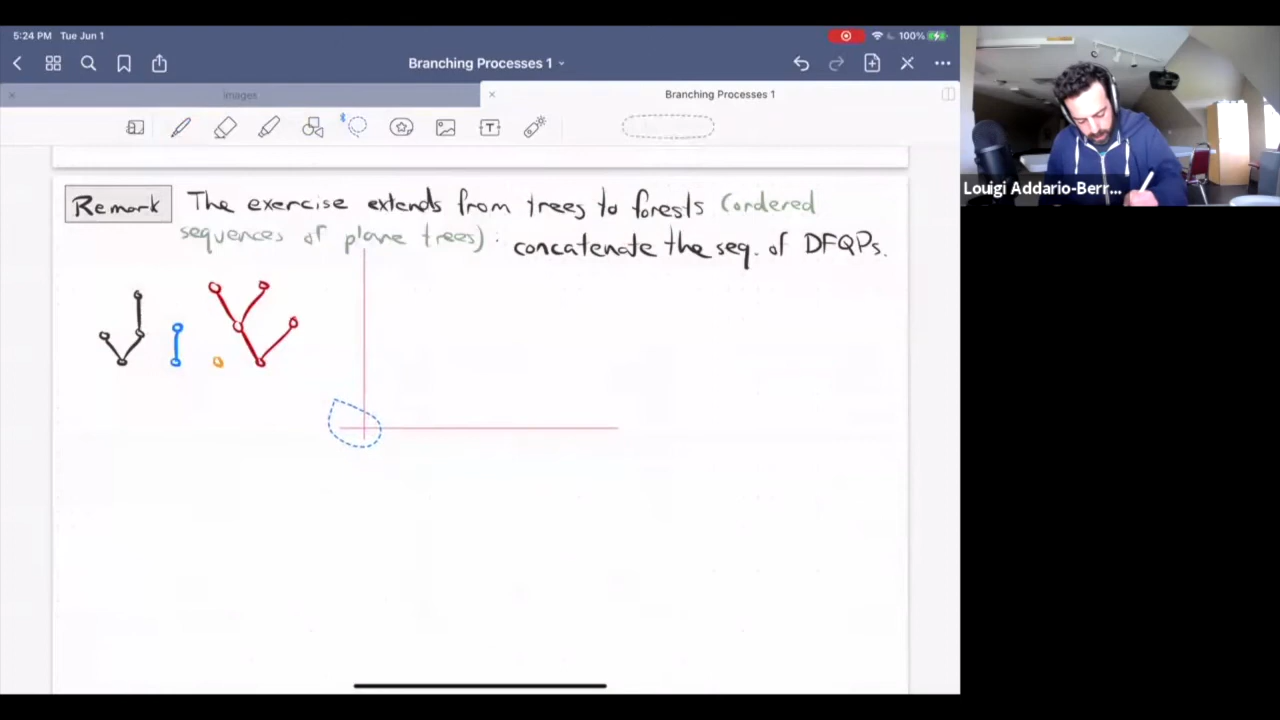 5:24 PM Tue Jun 1
100%
Branching Processes 1
images
Branching Processes 1
Remark The exercise extends from trees to forests (ordered
sequences of plane trees): concatenate the seq. of DFQPs.
Louigi Addario-Berr...